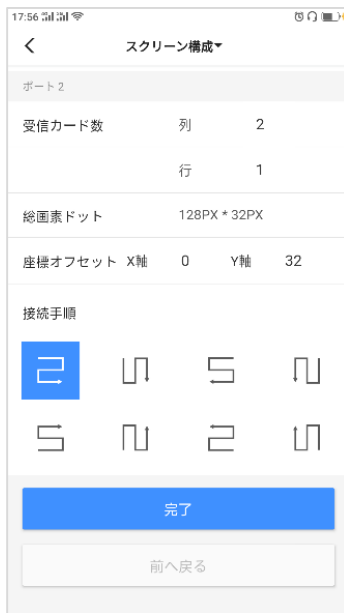 17:56
スクリーン構成
ポート2
受信カード数 列 2
行 1
総画素ドット 128PX * 32PX
座標オフセット X軸 0 Y軸 32
接続手順
完了
前へ戻る